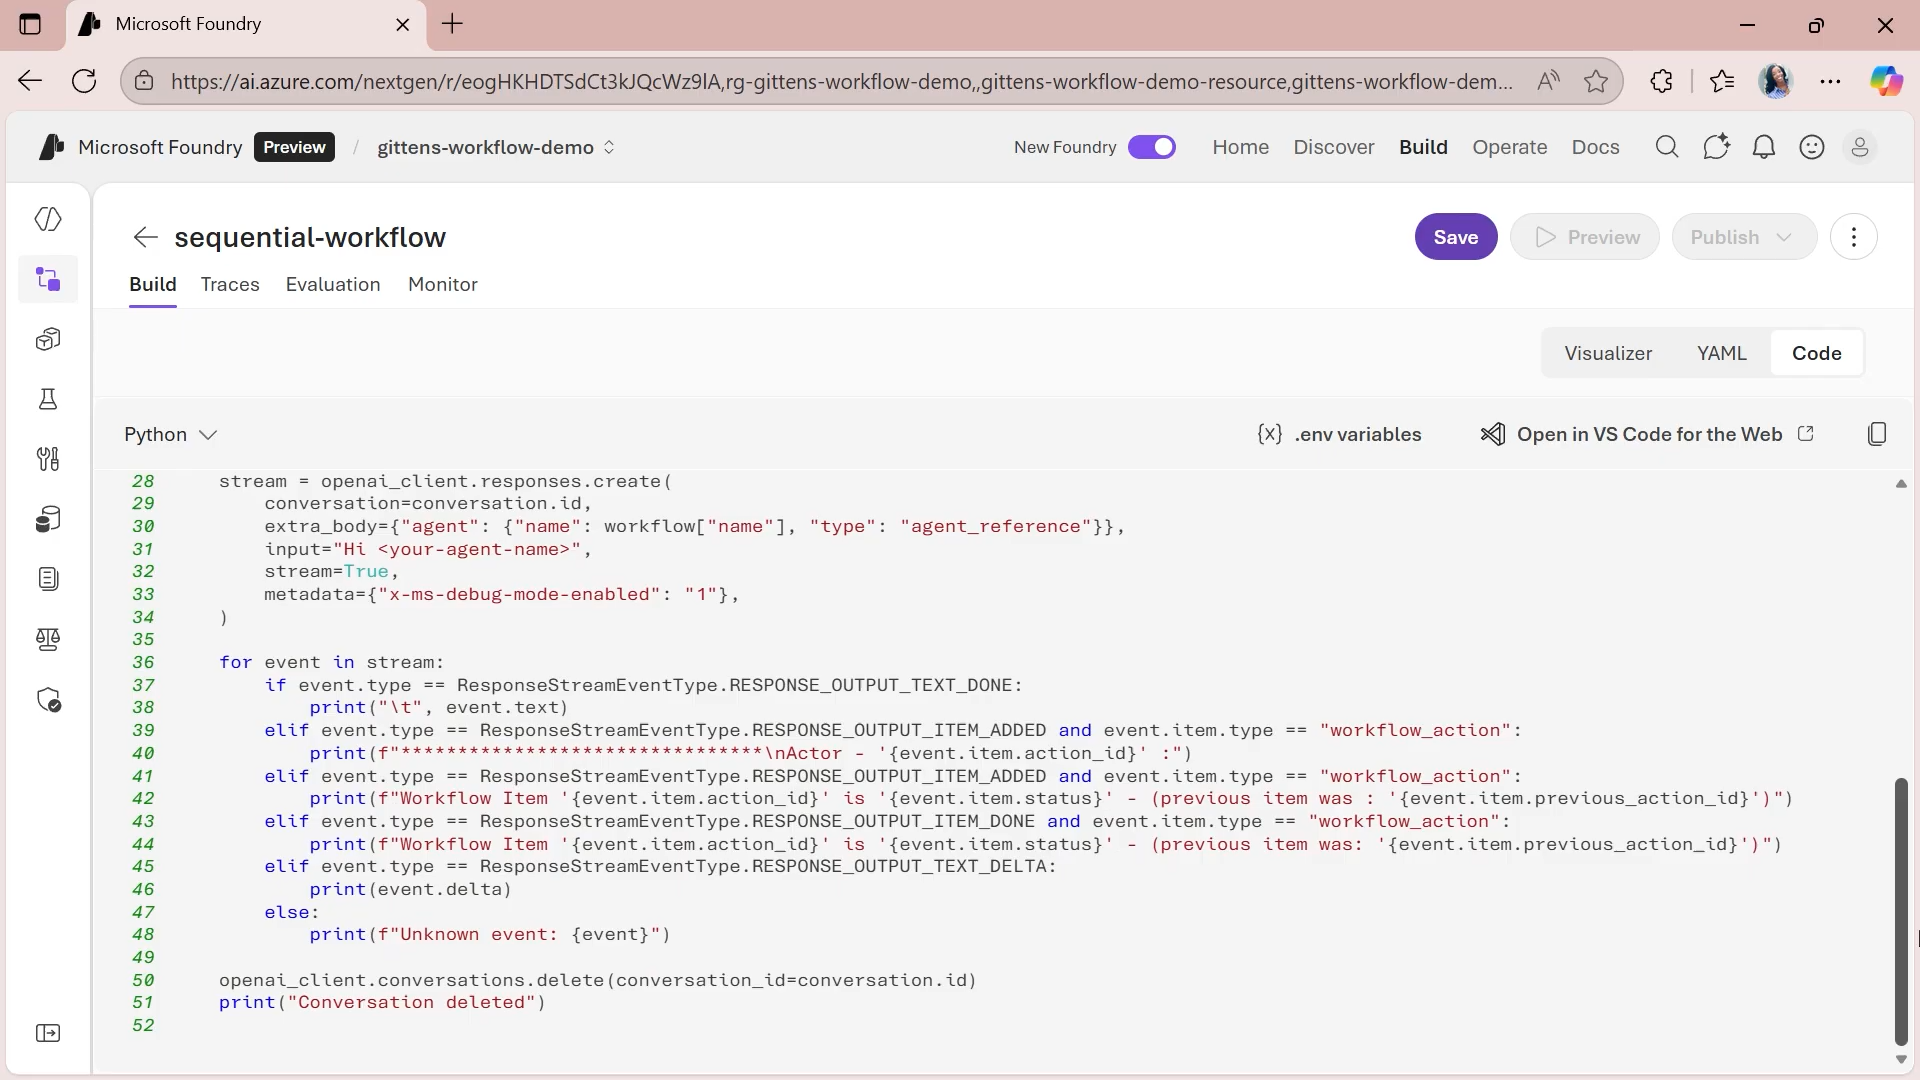 Microsoft Foundry
https://ai.azure.com/nextgen/r/eogHKHDTSdCt3kJQcWz9lA,rg-gittens-workflow-demo,,gittens-workflow-demo-resource,gittens-workflow-dem...
Microsoft Foundry Preview / gittens-workflow-demo
New Foundry Home Discover Build Operate Docs
sequential-workflow
Save Preview Publish
Build Traces Evaluation Monitor
Visualizer YAML Code
Python {x} .env variables Open in VS Code for the Web
28 stream = openai_client.responses.create(
29 conversation=conversation.id,
30 extra_body={"agent": {"name": workflow["name"], "type": "agent_reference"}},
31 input="Hi <your-agent-name>",
32 stream=True,
33 metadata={"x-ms-debug-mode-enabled": "1"},
34 )
35
36 for event in stream:
37 if event.type == ResponseStreamEventType.RESPONSE_OUTPUT_TEXT_DONE:
38 print("\t", event.text)
39 elif event.type == ResponseStreamEventType.RESPONSE_OUTPUT_ITEM_ADDED and event.item.type == "workflow_action":
40 print(f"********************************\nActor - '{event.item.action_id}' :")
41 elif event.type == ResponseStreamEventType.RESPONSE_OUTPUT_ITEM_ADDED and event.item.type == "workflow_action":
42 print(f"Workflow Item '{event.item.action_id}' is '{event.item.status}' - (previous item was : '{event.item.previous_action_id}')")
43 elif event.type == ResponseStreamEventType.RESPONSE_OUTPUT_ITEM_DONE and event.item.type == "workflow_action":
44 print(f"Workflow Item '{event.item.action_id}' is '{event.item.status}' - (previous item was: '{event.item.previous_action_id}')")
45 elif event.type == ResponseStreamEventType.RESPONSE_OUTPUT_TEXT_DELTA:
46 print(event.delta)
47 else:
48 print(f"Unknown event: {event}")
49
50 openai_client.conversations.delete(conversation_id=conversation.id)
51 print("Conversation deleted")
52